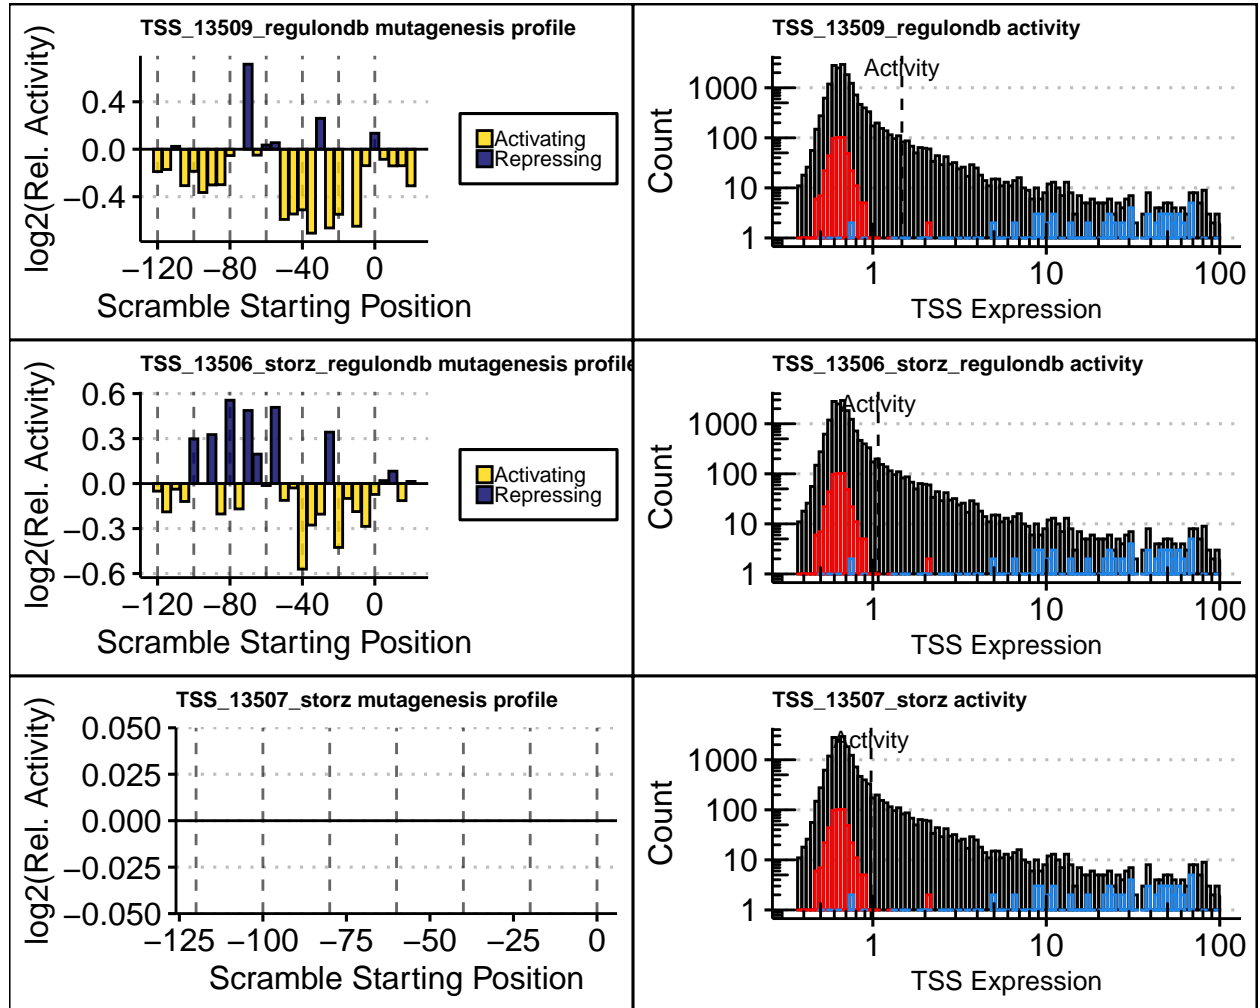 TSS_13509_regulondb mutagenesis profile
log2(Rel. Activity)
0.4
0.0
−0.4
−120 −80 −40 0
Scramble Starting Position
Activating
Repressing
TSS_13509_regulondb activity
Activity
Count
1000
100
10
1
1 10 100
TSS Expression
TSS_13506_storz_regulondb mutagenesis profile
log2(Rel. Activity)
0.6
0.3
0.0
−0.3
−0.6
−120 −80 −40 0
Scramble Starting Position
Activating
Repressing
TSS_13506_storz_regulondb activity
Activity
Count
1000
100
10
1
1 10 100
TSS Expression
TSS_13507_storz mutagenesis profile
log2(Rel. Activity)
0.050
0.025
0.000
−0.025
−0.050
−125 −100 −75 −50 −25 0
Scramble Starting Position
TSS_13507_storz activity
Activity
Count
1000
100
10
1
1 10 100
TSS Expression